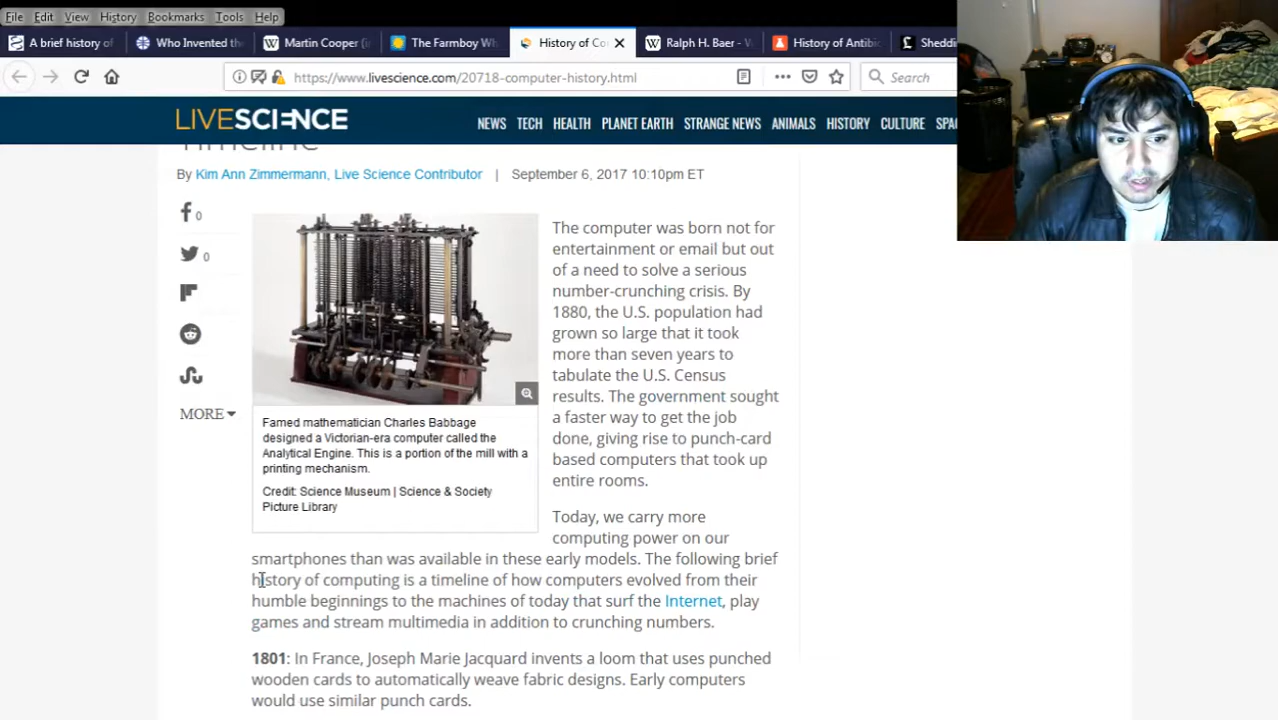 File Edit View History Bookmarks Tools Help
A brief history of
Who Invented the
Martin Cooper (i
The Farmboy Wh
History of Co
Ralph H. Baer - W
History of Antibio
Sheddi
https://www.livescience.com/20718-computer-history.html
Search
LIVESCIENCE
NEWS TECH HEALTH PLANET EARTH STRANGE NEWS ANIMALS HISTORY CULTURE SPAC
Timeline
By Kim Ann Zimmermann, Live Science Contributor | September 6, 2017 10:10pm ET
0
0
MORE
Famed mathematician Charles Babbage
designed a Victorian-era computer called the
Analytical Engine. This is a portion of the mill with a
printing mechanism.
Credit: Science Museum | Science & Society
Picture Library
The computer was born not for
entertainment or email but out
of a need to solve a serious
number-crunching crisis. By
1880, the U.S. population had
grown so large that it took
more than seven years to
tabulate the U.S. Census
results. The government sought
a faster way to get the job
done, giving rise to punch-card
based computers that took up
entire rooms.
Today, we carry more
computing power on our
smartphones than was available in these early models. The following brief
history of computing is a timeline of how computers evolved from their
humble beginnings to the machines of today that surf the Internet, play
games and stream multimedia in addition to crunching numbers.
1801: In France, Joseph Marie Jacquard invents a loom that uses punched
wooden cards to automatically weave fabric designs. Early computers
would use similar punch cards.